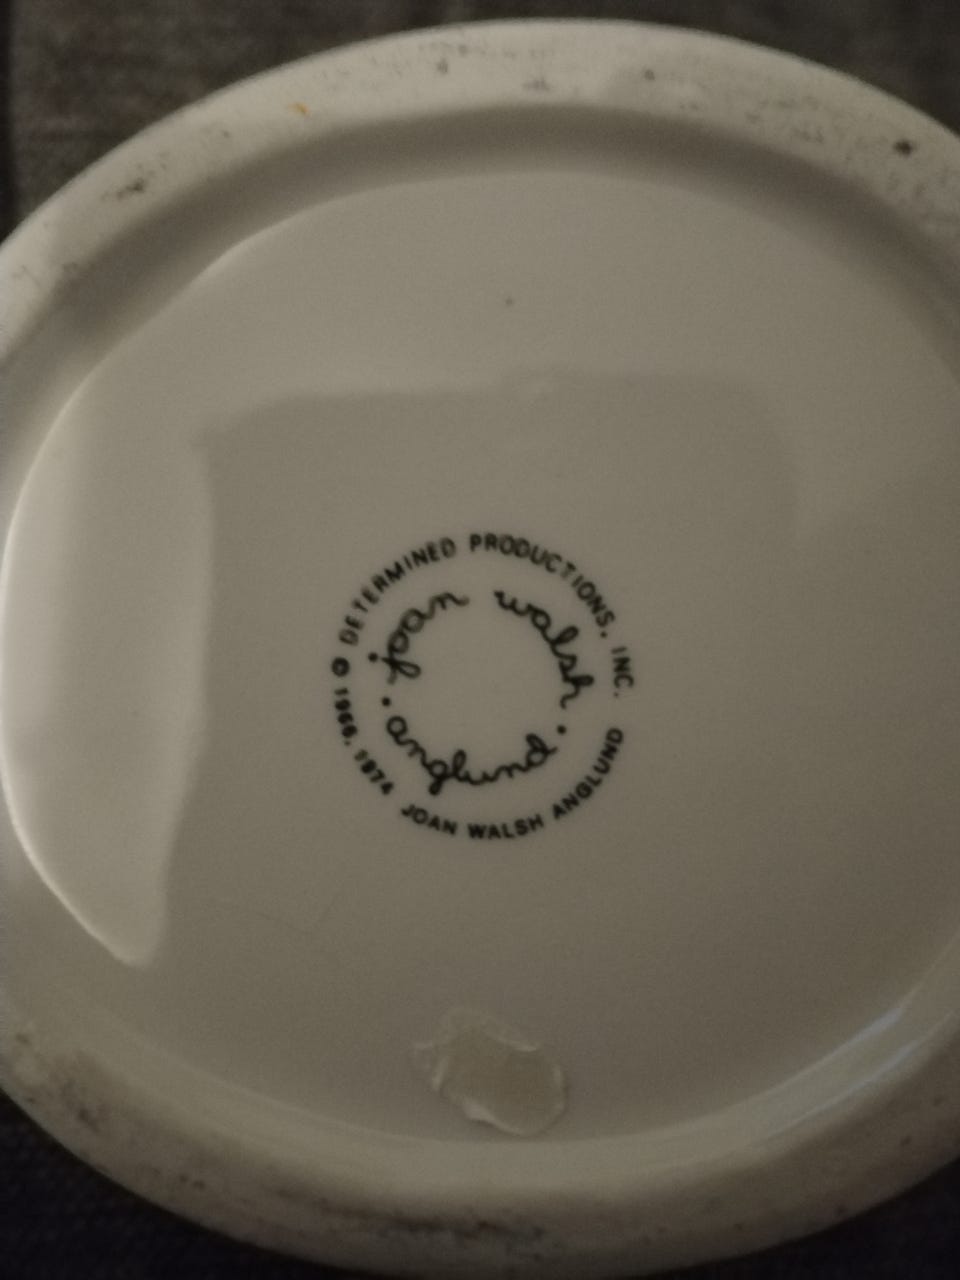 DETERMINED PRODUCTIONS, INC.
© 1966, 1974 JOAN WALSH ANGLUND
joan walsh
. anglund .